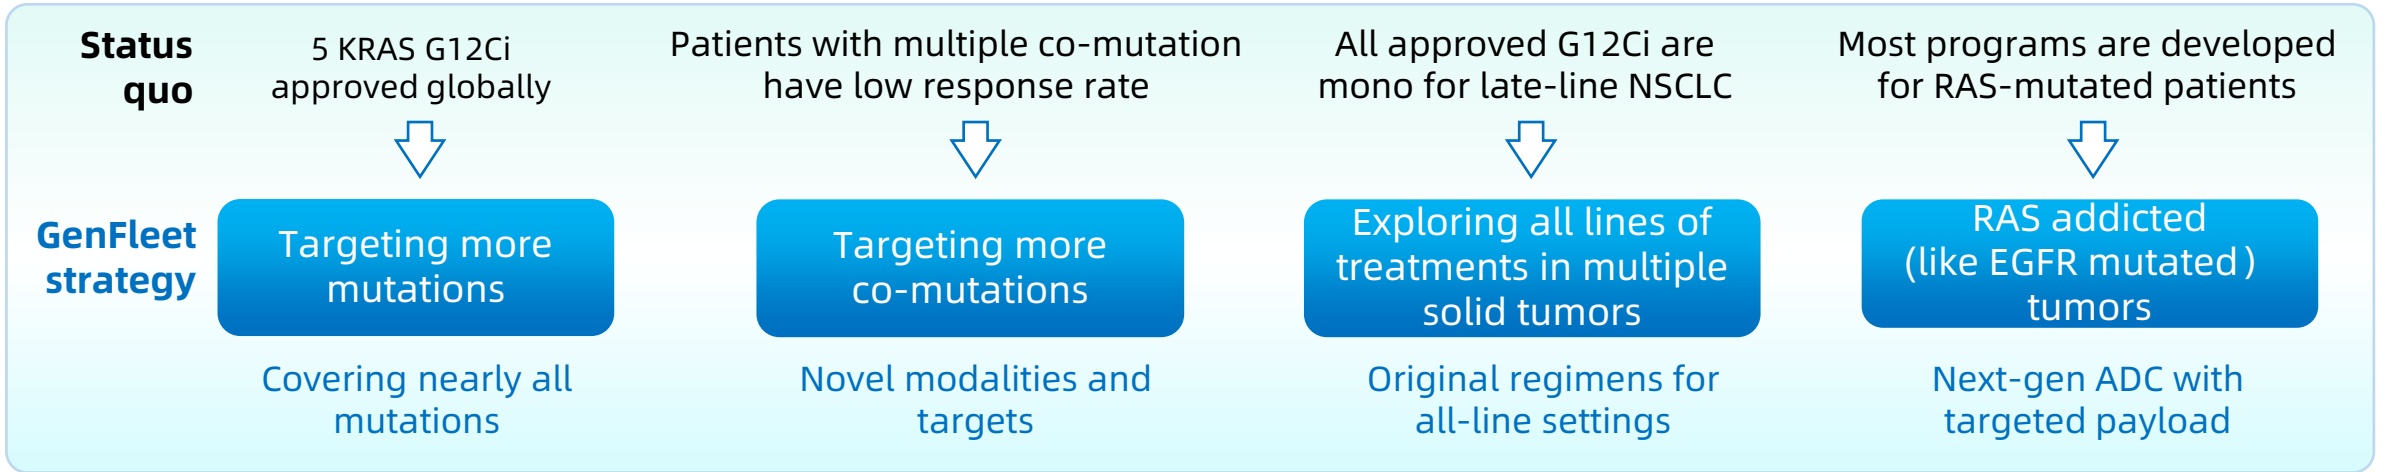 Status
quo
5 KRAS G12Ci
approved globally
Patients with multiple co-mutation
have low response rate
All approved G12Ci are
mono for late-line NSCLC
Most programs are developed
for RAS-mutated patients
GenFleet
strategy
Targeting more
mutations
Targeting more
co-mutations
Exploring all lines of
treatments in multiple
solid tumors
RAS addicted
(like EGFR mutated)
tumors
Covering nearly all
mutations
Novel modalities and
targets
Original regimens for
all-line settings
Next-gen ADC with
targeted payload